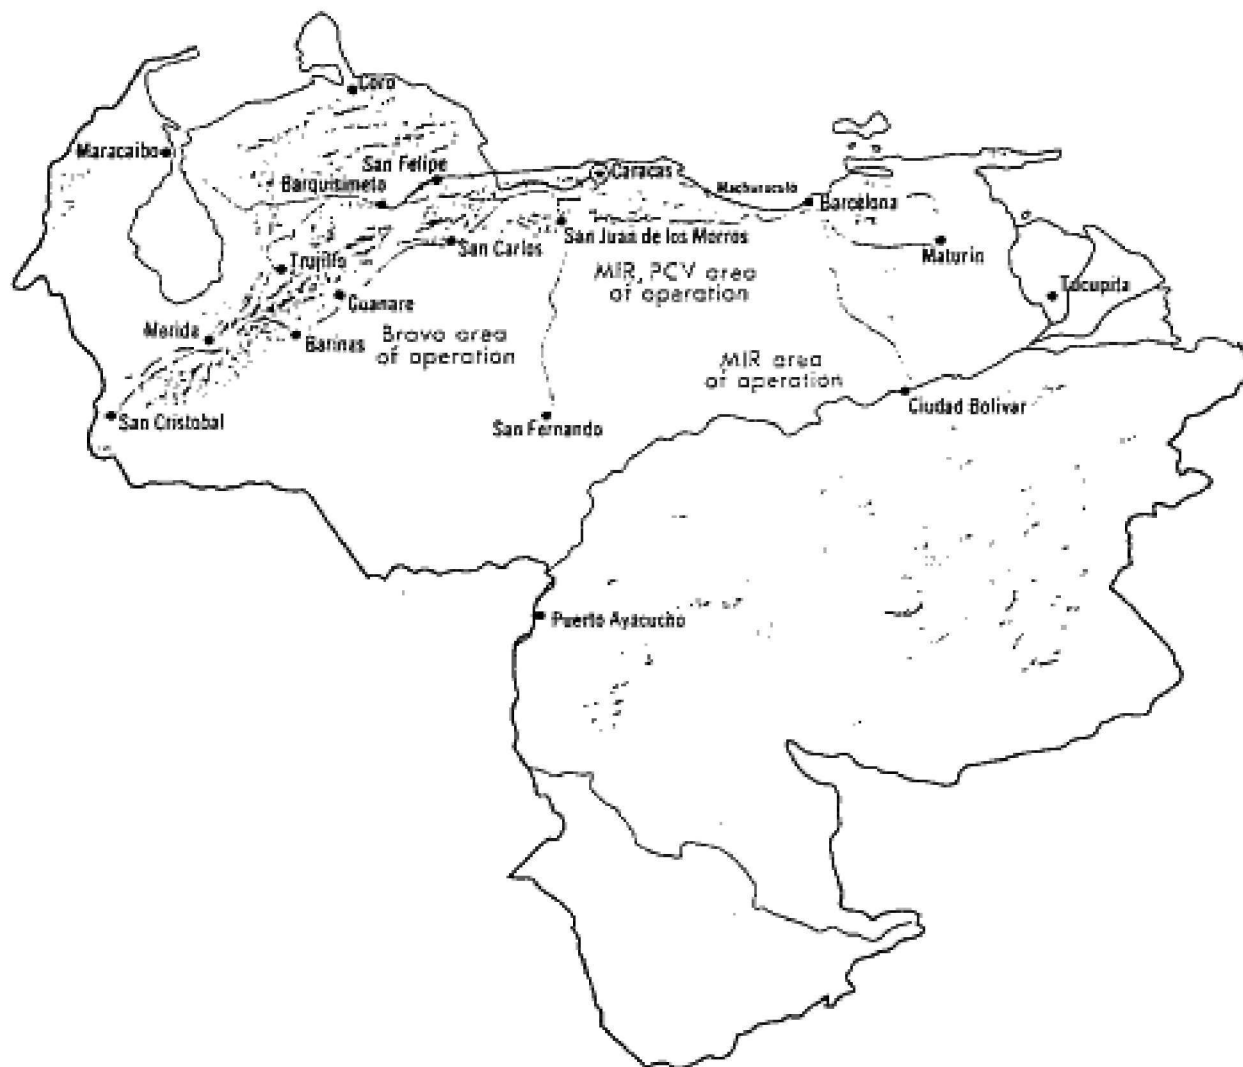 Coro
Maracaibo
San Felipe
Caracas
Barquisimeto
Machurucuto
Barcelona
San Carlos
San Juan de los Morros
Maturin
Trujillo
MIR, PCV area
of operation
Tucupita
Guanare
Merida
Barinas
Bravo area
of operation
MIR area
of operation
San Cristobal
San Fernando
Ciudad Bolivar
Puerto Ayacucho